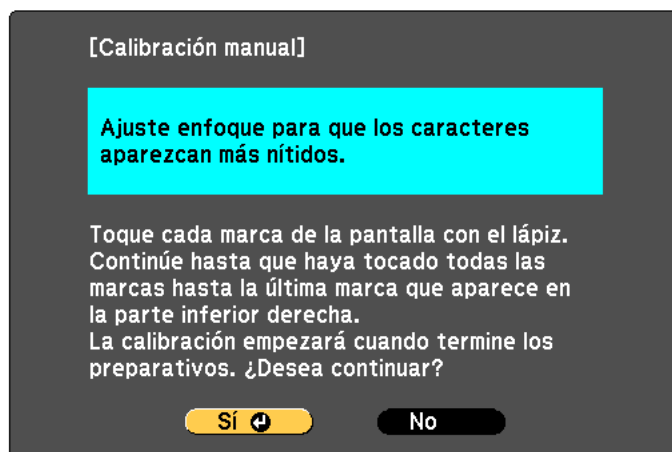 [Calibración manual]
Ajuste enfoque para que los caracteres
aparezcan más nítidos.
Toque cada marca de la pantalla con el lápiz.
Continúe hasta que haya tocado todas las
marcas hasta la última marca que aparece en
la parte inferior derecha.
La calibración empezará cuando termine los
preparativos. ¿Desea continuar?
Sí
No